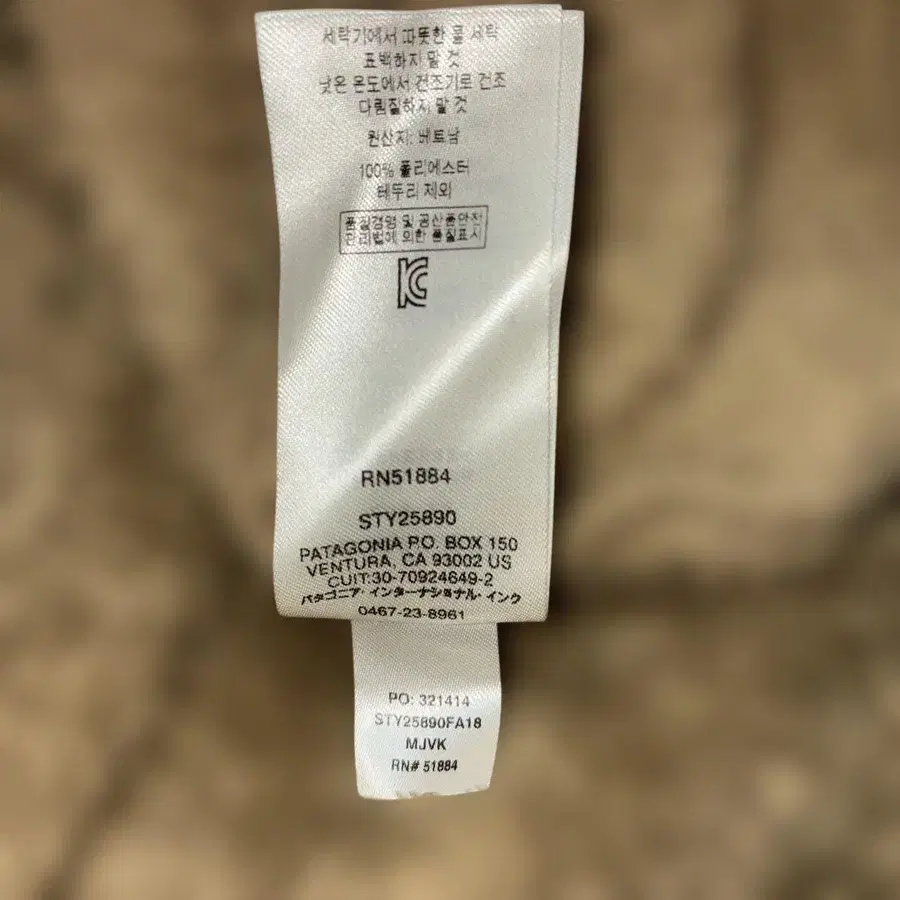 세탁기에서 따뜻한 물 세탁
표백하지 말 것
낮은 온도에서 건조기로 건조
다림질하지 말 것
원산지: 베트남
100% 폴리에스터
테두리 제외
품질경영 및 공산품안전
관리법에 의한 품질표시
RN51884
STY25890
PATAGONIA P.O. BOX 150
VENTURA, CA 93002 US
CUIT:30-70924649-2
パタゴニア・インターナショナル・インク
0467-23-8961
PO: 321414
STY25890FA18
MJVK
RN# 51884